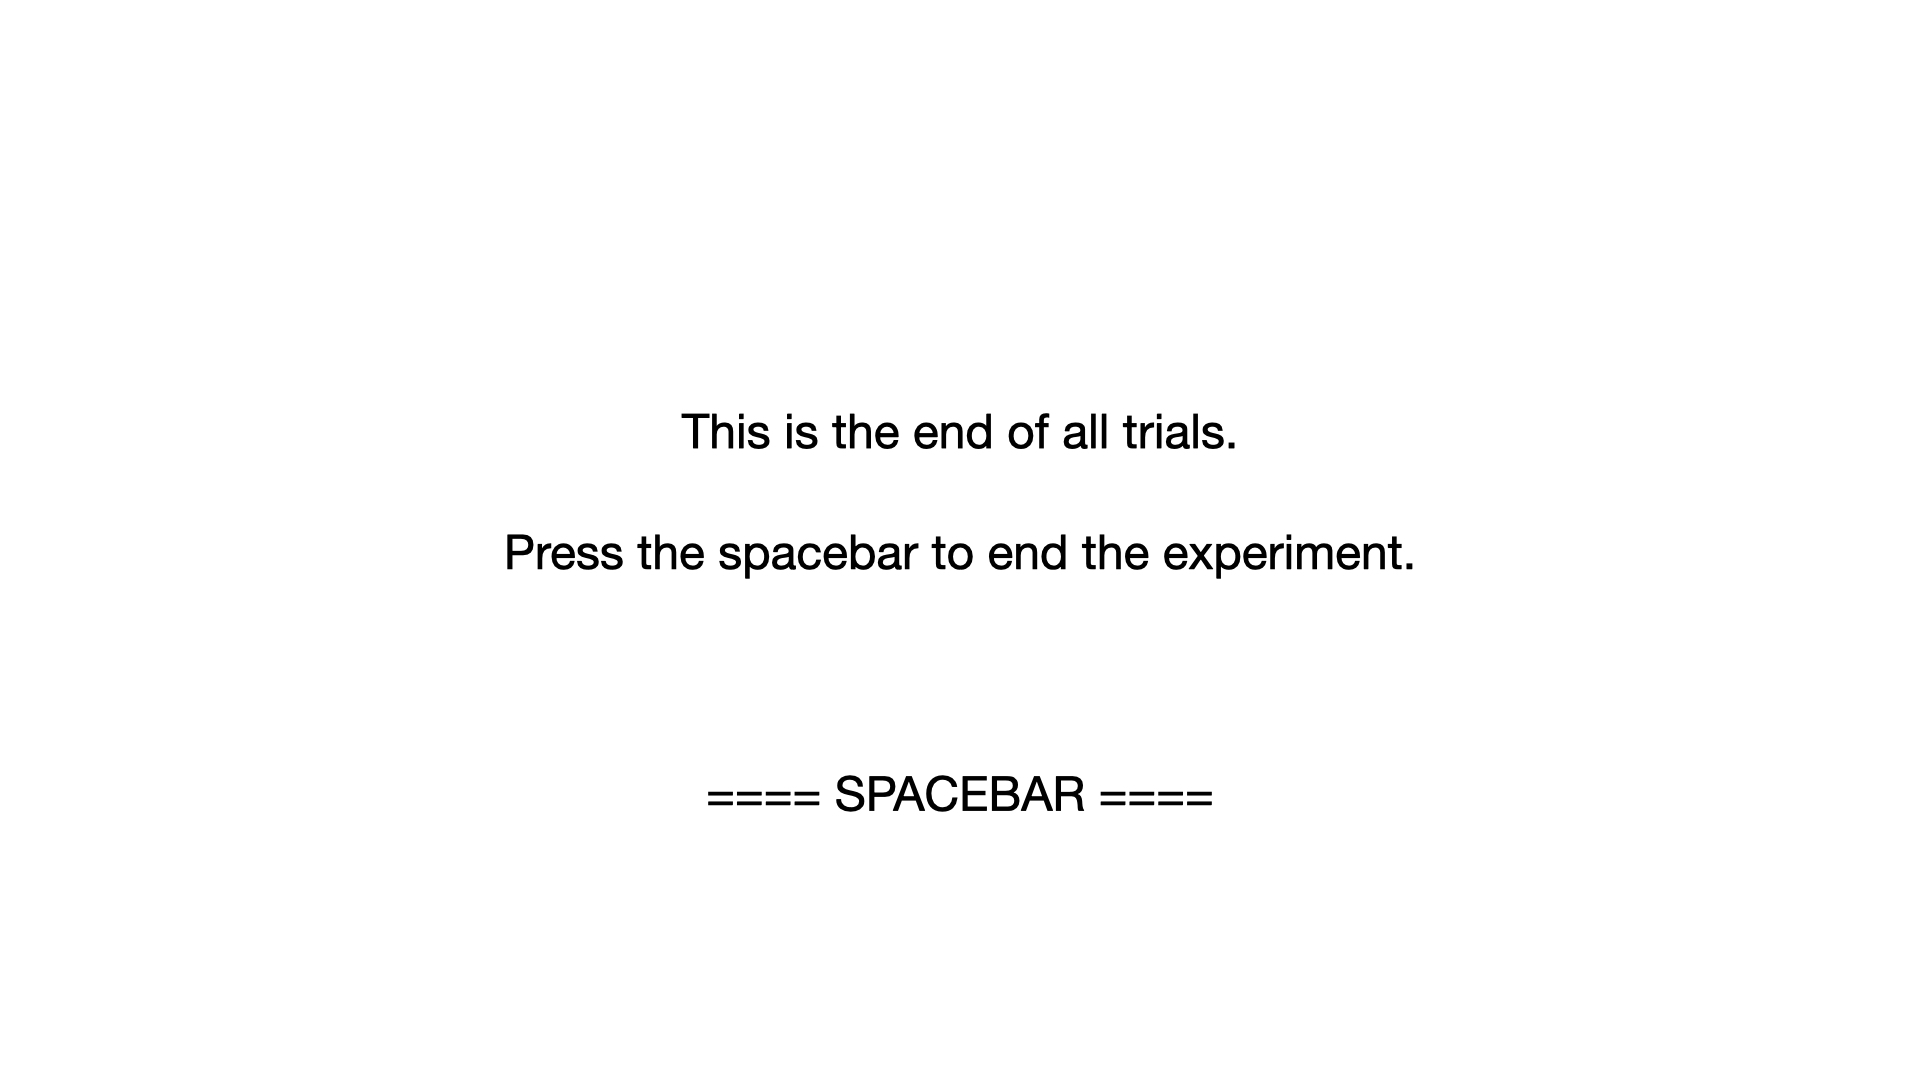 This is the end of all trials.
Press the spacebar to end the experiment.
==== SPACEBAR ====